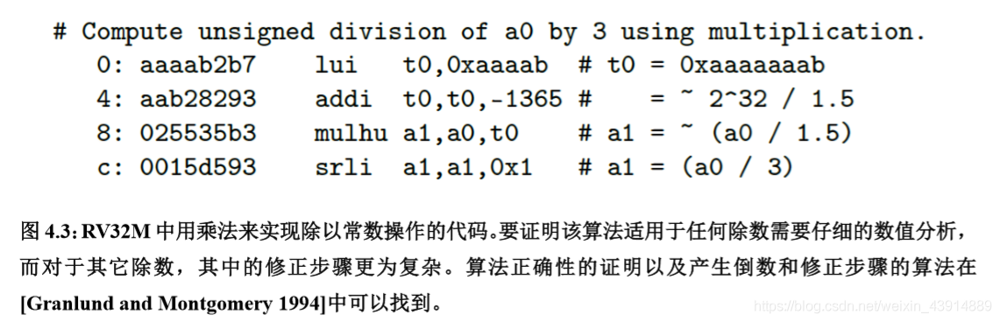 # Compute unsigned division of a0 by 3 using multiplication.
0: aaaab2b7 lui t0,0xaaaab # t0 = 0xaaaaaaab
4: aab28293 addi t0,t0,-1365 # = ~ 2^32 / 1.5
8: 025535b3 mulhu a1,a0,t0 # a1 = ~ (a0 / 1.5)
c: 0015d593 srli a1,a1,0x1 # a1 = (a0 / 3)
图 4.3：RV32M 中用乘法来实现除以常数操作的代码。要证明该算法适用于任何除数需要仔细的数值分析，
而对于其它除数，其中的修正步骤更为复杂。算法正确性的证明以及产生倒数和修正步骤的算法在
[Granlund and Montgomery 1994]中可以找到。
https://blog.csdn.net/weixin_43914889